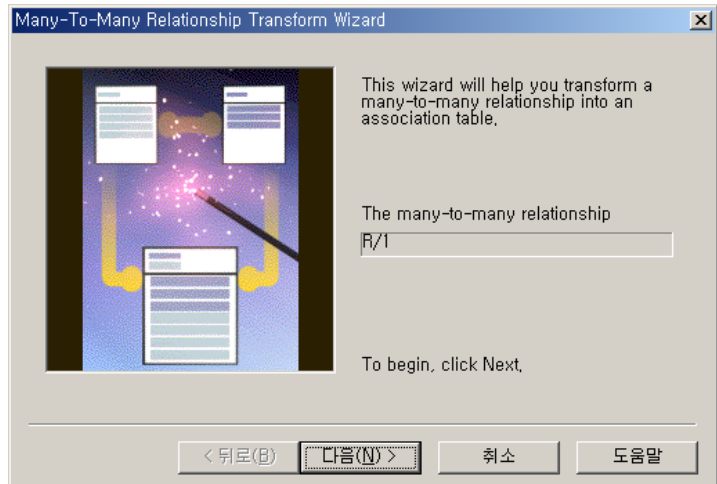 Many-To-Many Relationship Transform Wizard
This wizard will help you transform a
many-to-many relationship into an
association table,
The many-to-many relationship
R/1
To begin, click Next,
< 뒤로(B)
다음(N) >
취소
도움말